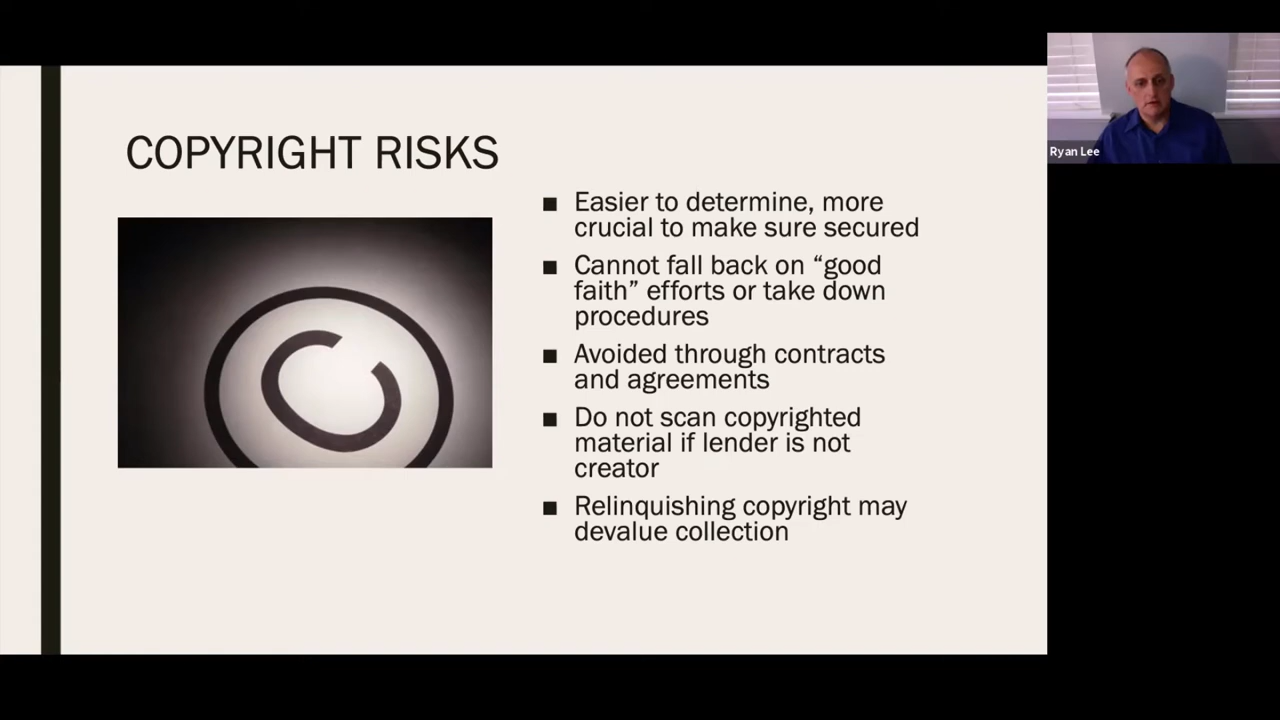 COPYRIGHT RISKS
■ Easier to determine, more
crucial to make sure secured
■ Cannot fall back on “good
faith” efforts or take down
procedures
■ Avoided through contracts
and agreements
■ Do not scan copyrighted
material if lender is not
creator
■ Relinquishing copyright may
devalue collection
Ryan Lee